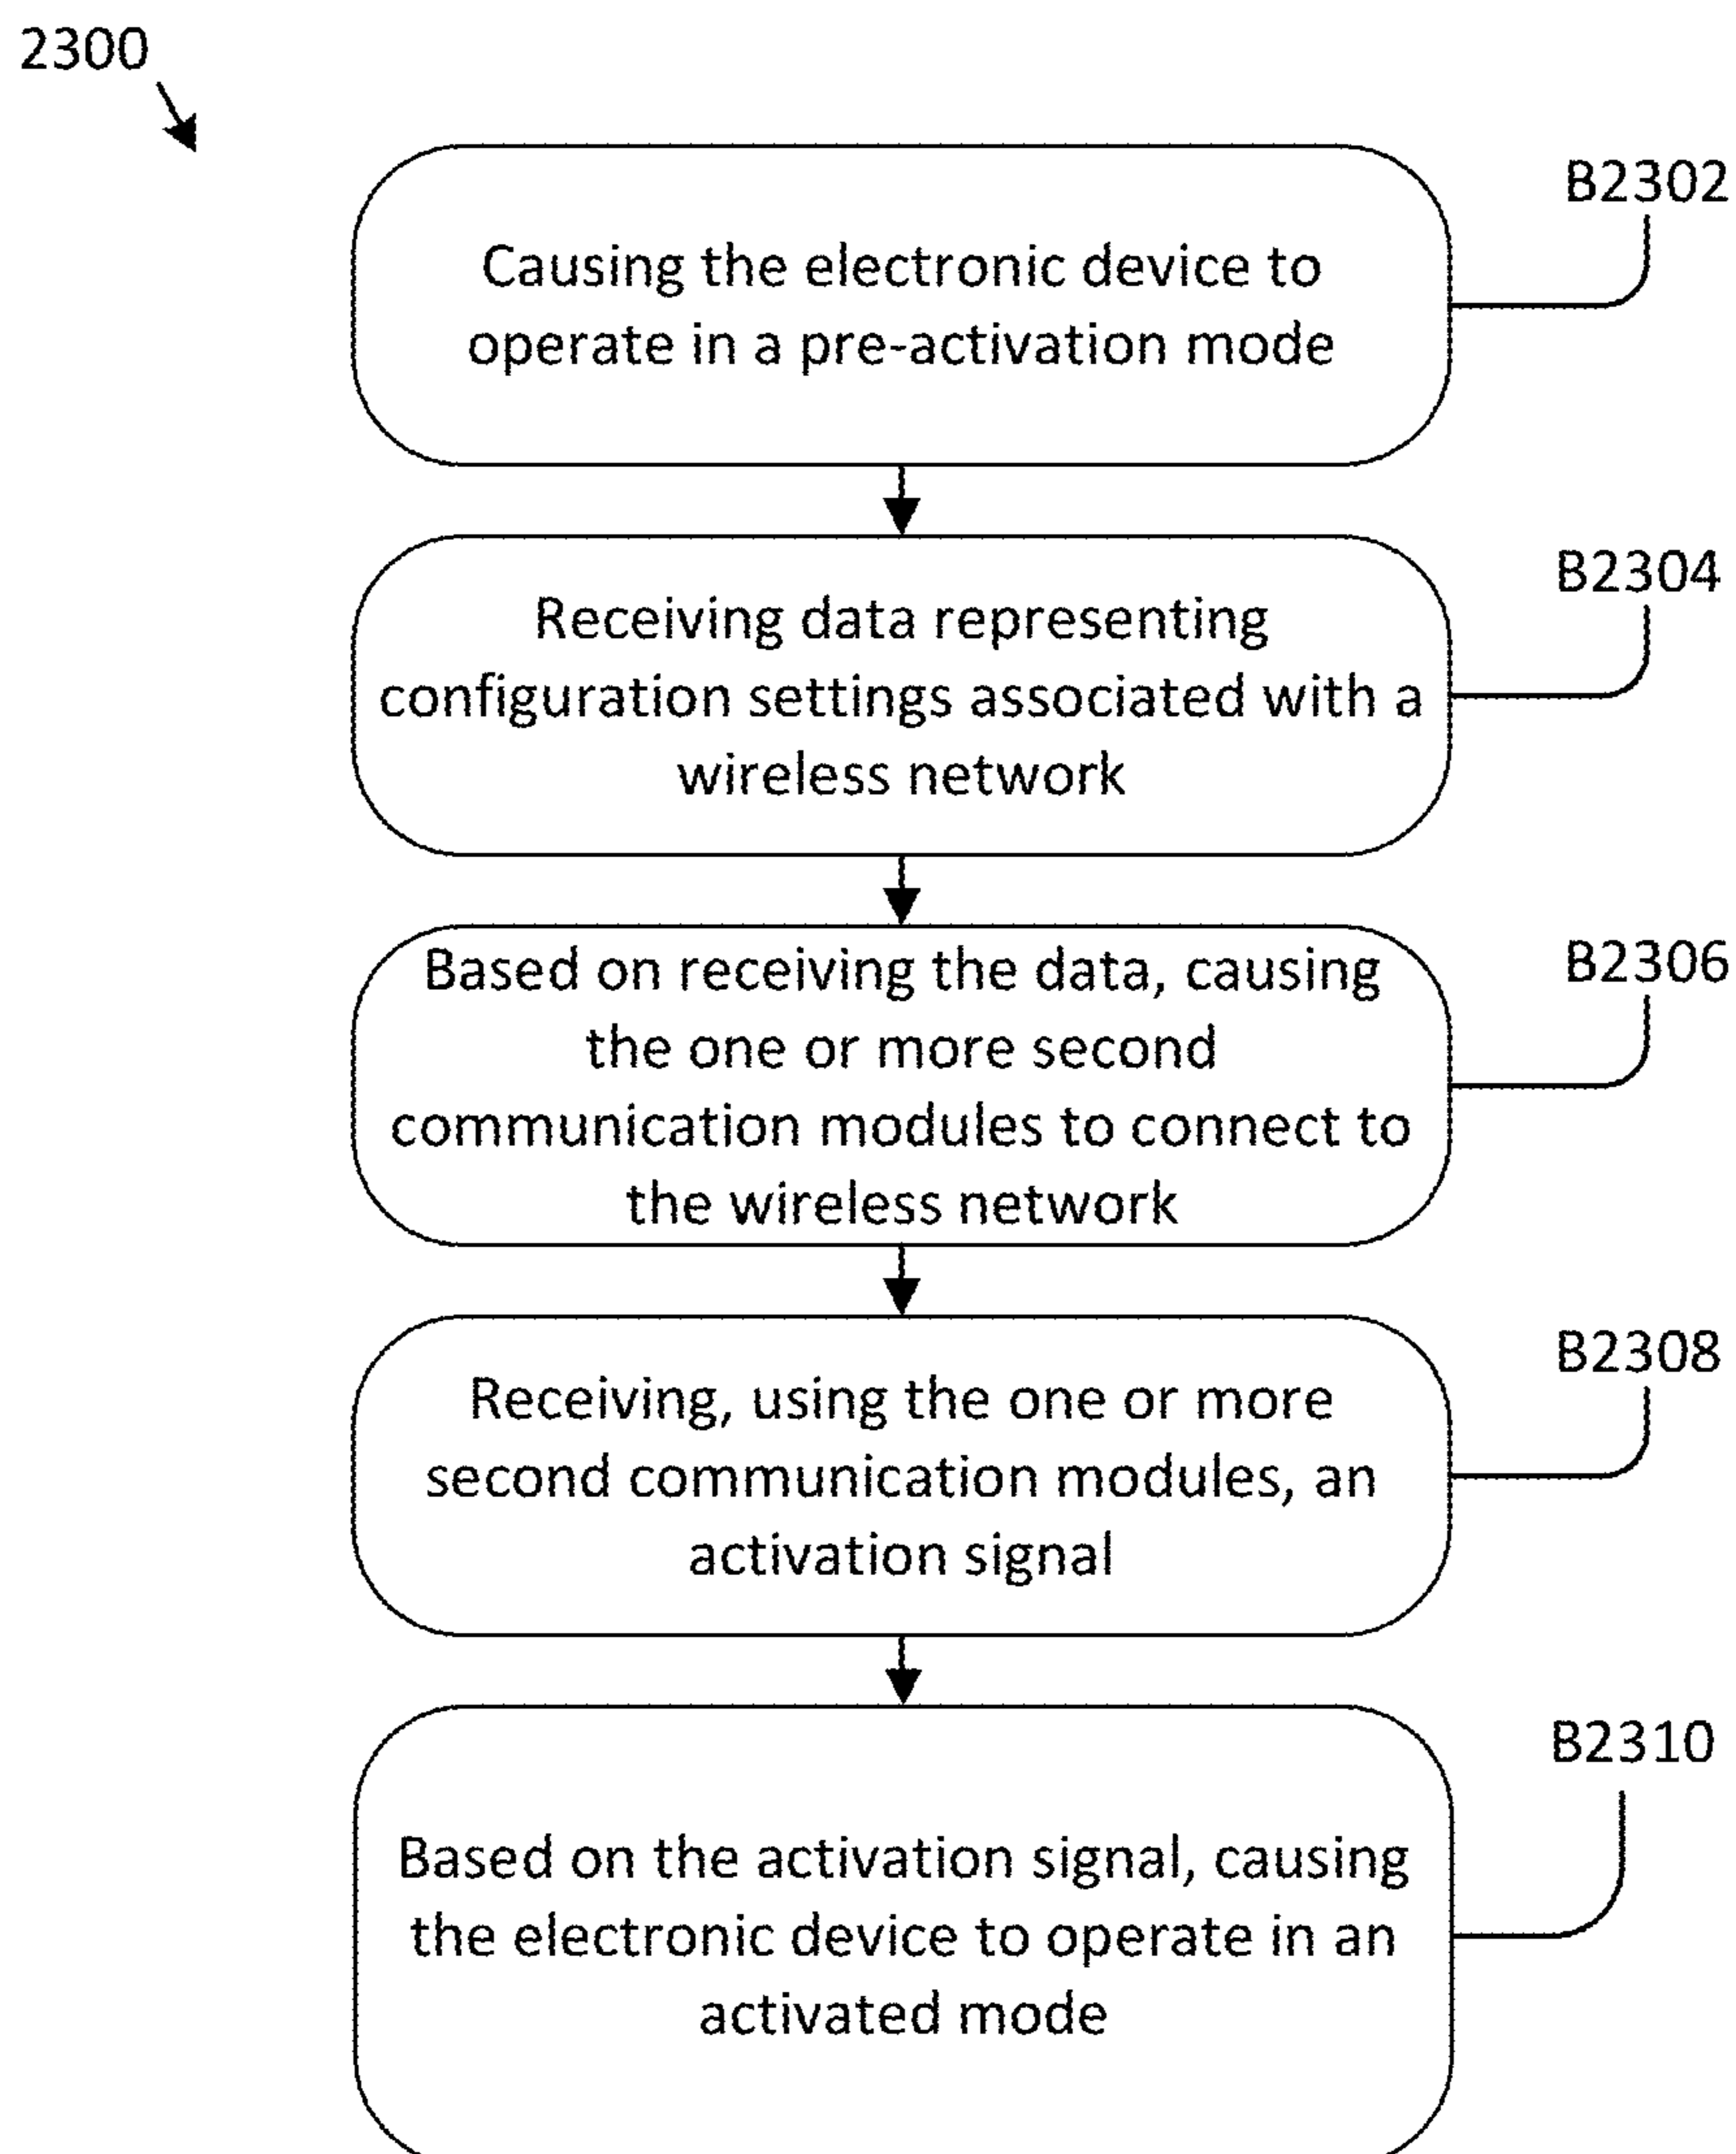 2300
B2302
Causing the electronic device to
operate in a pre-activation mode
B2304
Receiving data representing
configuration settings associated with a
wireless network
B2306
Based on receiving the data, causing
the one or more second
communication modules to connect to
the wireless network
B2308
Receiving, using the one or more
second communication modules, an
activation signal
B2310
Based on the activation signal, causing
the electronic device to operate in an
activated mode